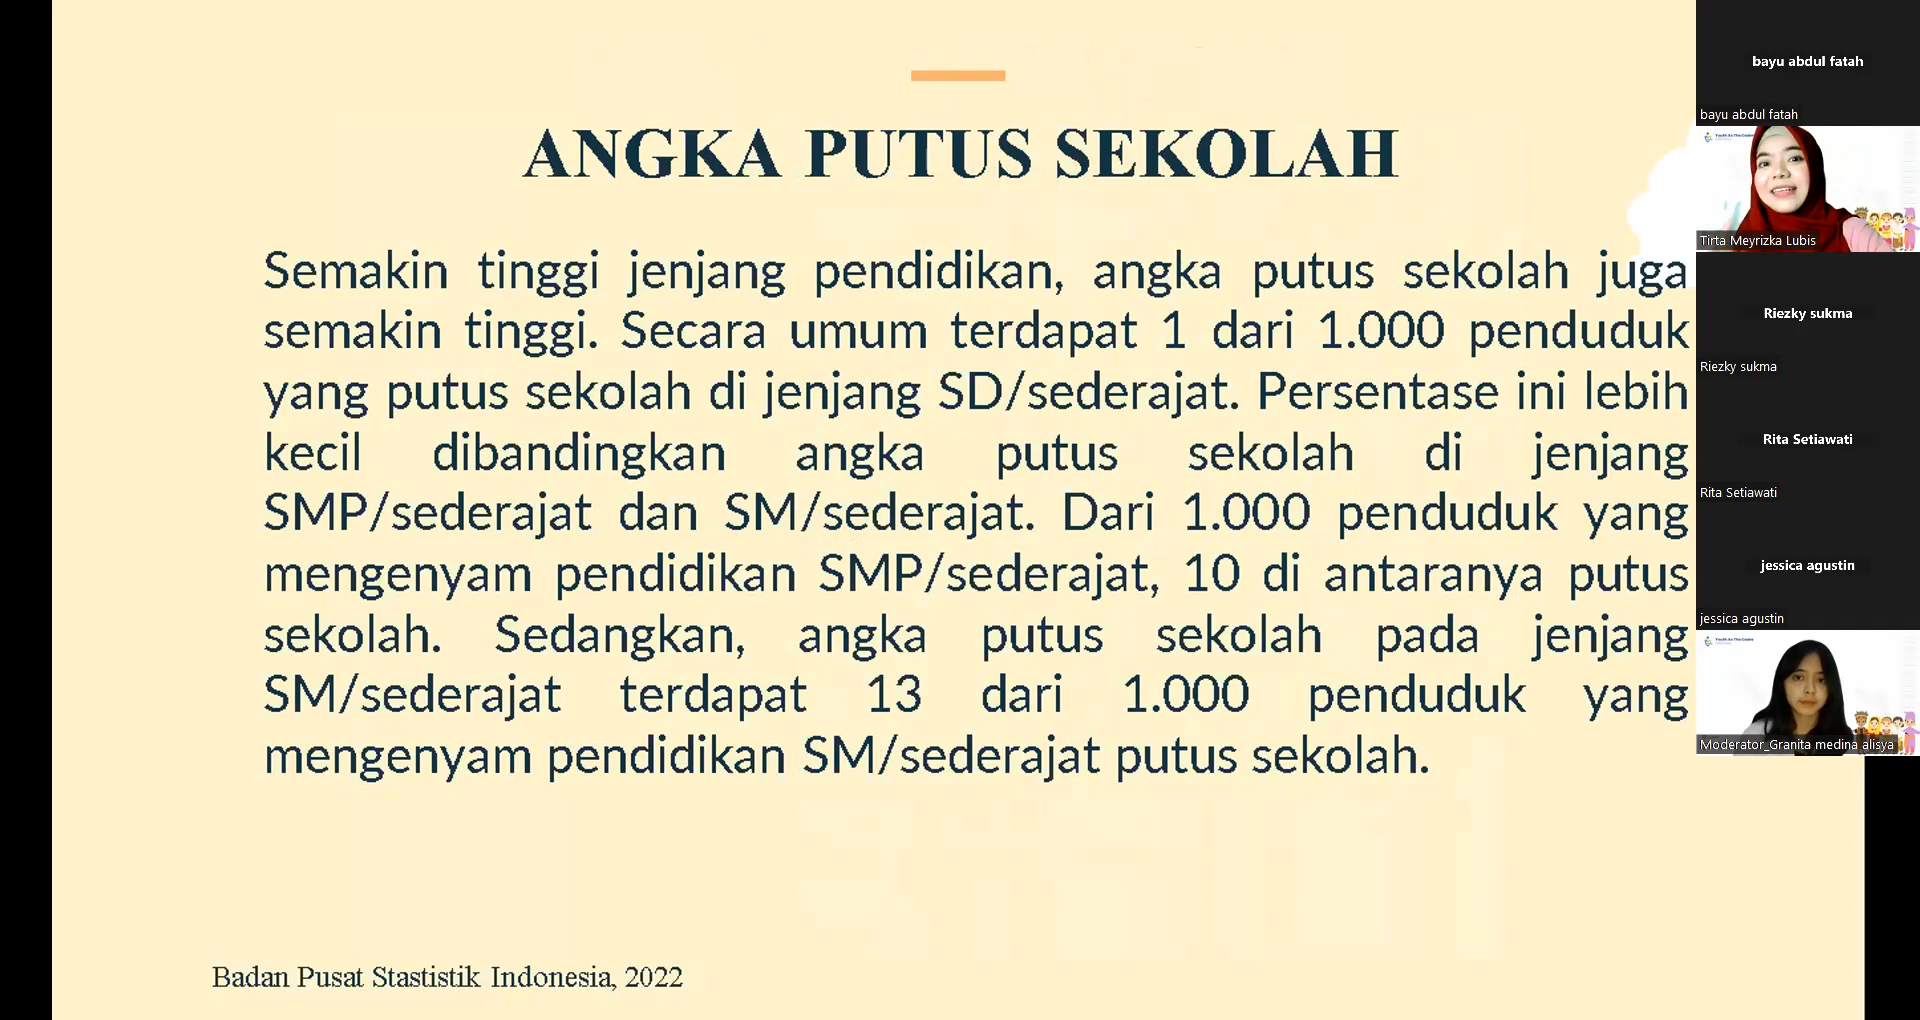 ANGKA PUTUS SEKOLAH
Semakin tinggi jenjang pendidikan, angka putus sekolah juga
semakin tinggi. Secara umum terdapat 1 dari 1.000 penduduk
yang putus sekolah di jenjang SD/sederajat. Persentase ini lebih
kecil dibandingkan angka putus sekolah di jenjang
SMP/sederajat dan SM/sederajat. Dari 1.000 penduduk yang
mengenyam pendidikan SMP/sederajat, 10 di antaranya putus
sekolah. Sedangkan, angka putus sekolah pada jenjang
SM/sederajat terdapat 13 dari 1.000 penduduk yang
mengenyam pendidikan SM/sederajat putus sekolah.
Badan Pusat Stastistik Indonesia, 2022
bayu abdul fatah
bayu abdul fatah
Tirta Meyrizka Lubis
Riezky sukma
Riezky sukma
Rita Setiawati
Rita Setiawati
jessica agustin
jessica agustin
Moderator_Granita medina alisya